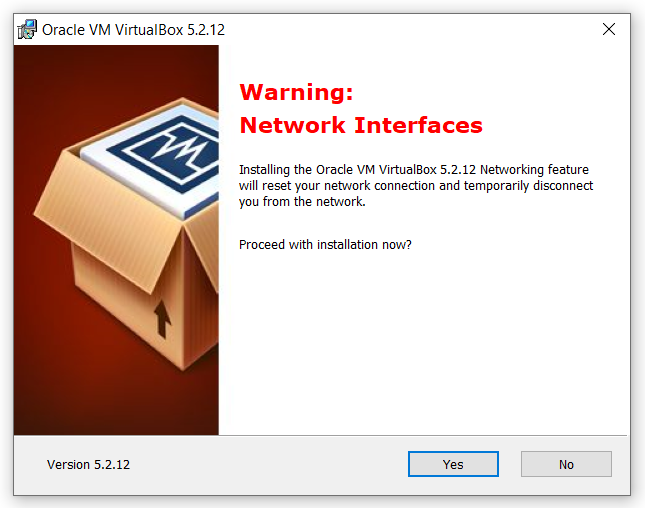 Oracle VM VirtualBox 5.2.12
Warning:
Network Interfaces
Installing the Oracle VM VirtualBox 5.2.12 Networking feature
will reset your network connection and temporarily disconnect
you from the network.
Proceed with installation now?
Version 5.2.12
Yes
No